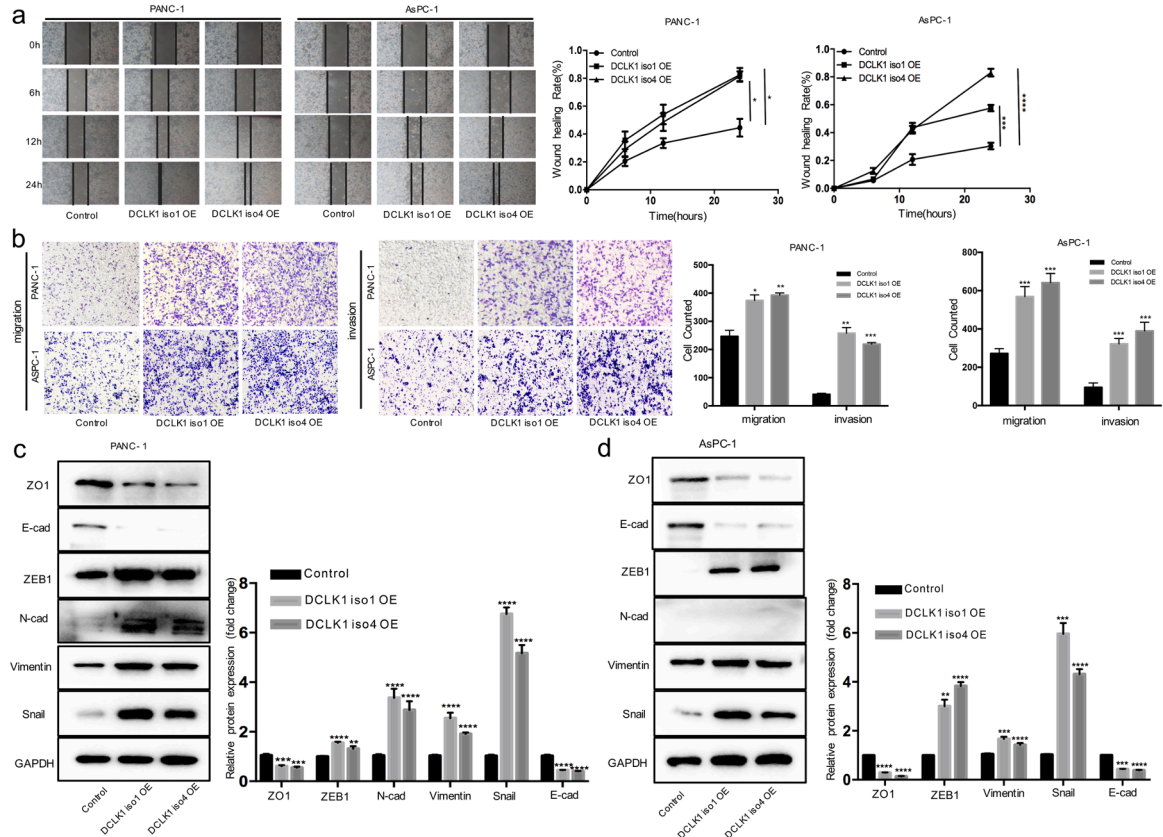 a
PANC-1
AsPC-1
0h
6h
12h
24h
Control
DCLK1 iso1 OE
DCLK1 iso4 OE
Control
DCLK1 iso1 OE
DCLK1 iso4 OE
PANC-1
Wound healing Rate(%)
1.0
0.8
0.6
0.4
0.2
0.0
0
10
20
30
Time(hours)
Control
DCLK1 iso1 OE
DCLK1 iso4 OE
*
*
AsPC-1
Wound healing Rate(%)
1.0
0.8
0.6
0.4
0.2
0.0
0
10
20
30
Time(hours)
Control
DCLK1 iso1 OE
DCLK1 iso4 OE
***
****
b
migration
PANC-1
ASPC-1
Control
DCLK1 iso1 OE
DCLK1 iso4 OE
invasion
PANC-1
ASPC-1
Control
DCLK1 iso1 OE
DCLK1 iso4 OE
PANC-1
Cell Counted
400
300
200
100
0
Control
DCLK1 iso1 OE
DCLK1 iso4 OE
* ** ** ***
migration
invasion
AsPC-1
Cell Counted
800
600
400
200
0
Control
DCLK1 iso1 OE
DCLK1 iso4 OE
*** *** *** ***
migration
invasion
c
PANC- 1
ZO1
E-cad
ZEB1
N-cad
Vimentin
Snail
GAPDH
Control
DCLK1 iso1 OE
DCLK1 iso4 OE
Relative protein expression (fold change)
8
6
4
2
0
Control
DCLK1 iso1 OE
DCLK1 iso4 OE
*** *** **** ** **** **** **** **** **** **** **** ****
ZO1
ZEB1
N-cad
Vimentin
Snail
E-cad
d
AsPC-1
ZO1
E-cad
ZEB1
N-cad
Vimentin
Snail
GAPDH
Control
DCLK1 iso1 OE
DCLK1 iso4 OE
Relative protein expression (fold change)
8
6
4
2
0
Control
DCLK1 iso1 OE
DCLK1 iso4 OE
**** **** ** **** *** **** *** **** *** ****
ZO1
ZEB1
Vimentin
Snail
E-cad